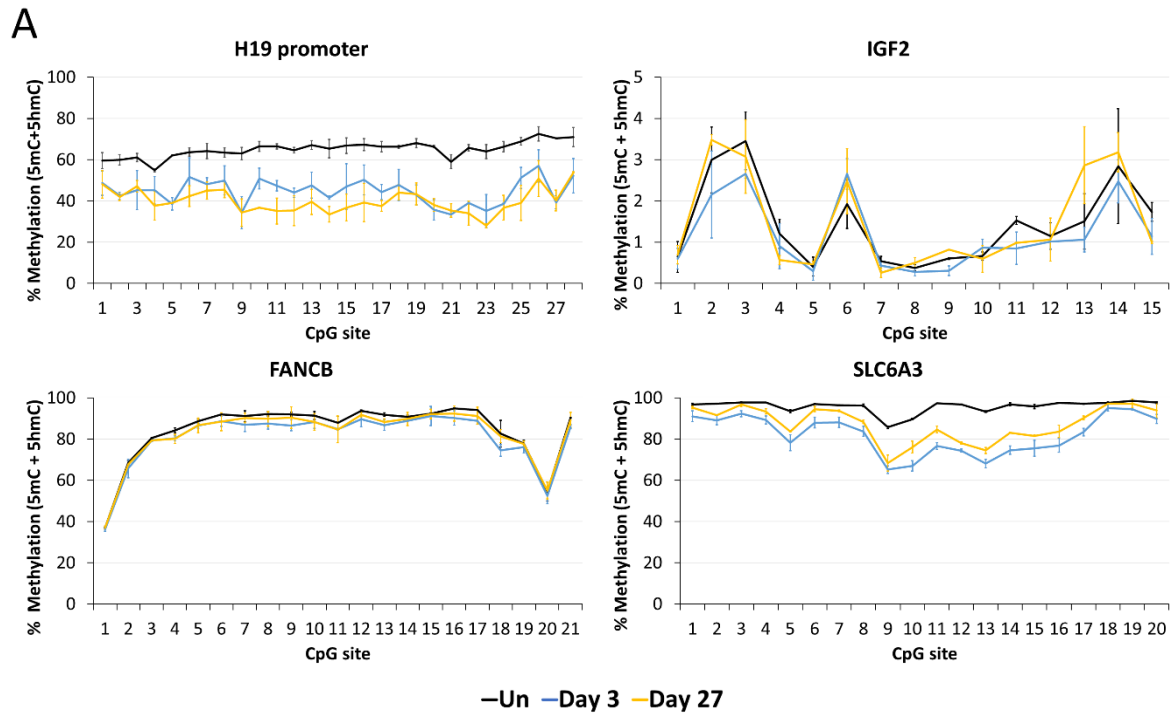 A
H19 promoter
% Methylation (5mC+5hmC)
100
80
60
40
20
0
1 3 5 7 9 11 13 15 17 19 21 23 25 27
CpG site
IGF2
% Methylation (5mC + 5hmC)
5
4
3
2
1
0
1 2 3 4 5 6 7 8 9 10 11 12 13 14 15
CpG site
FANCB
% Methylation (5mC + 5hmC)
100
80
60
40
20
0
1 2 3 4 5 6 7 8 9 10 11 12 13 14 15 16 17 18 19 20 21
CpG site
SLC6A3
% Methylation (5mC + 5hmC)
100
80
60
40
20
0
1 2 3 4 5 6 7 8 9 10 11 12 13 14 15 16 17 18 19 20
CpG site
Un Day 3 Day 27